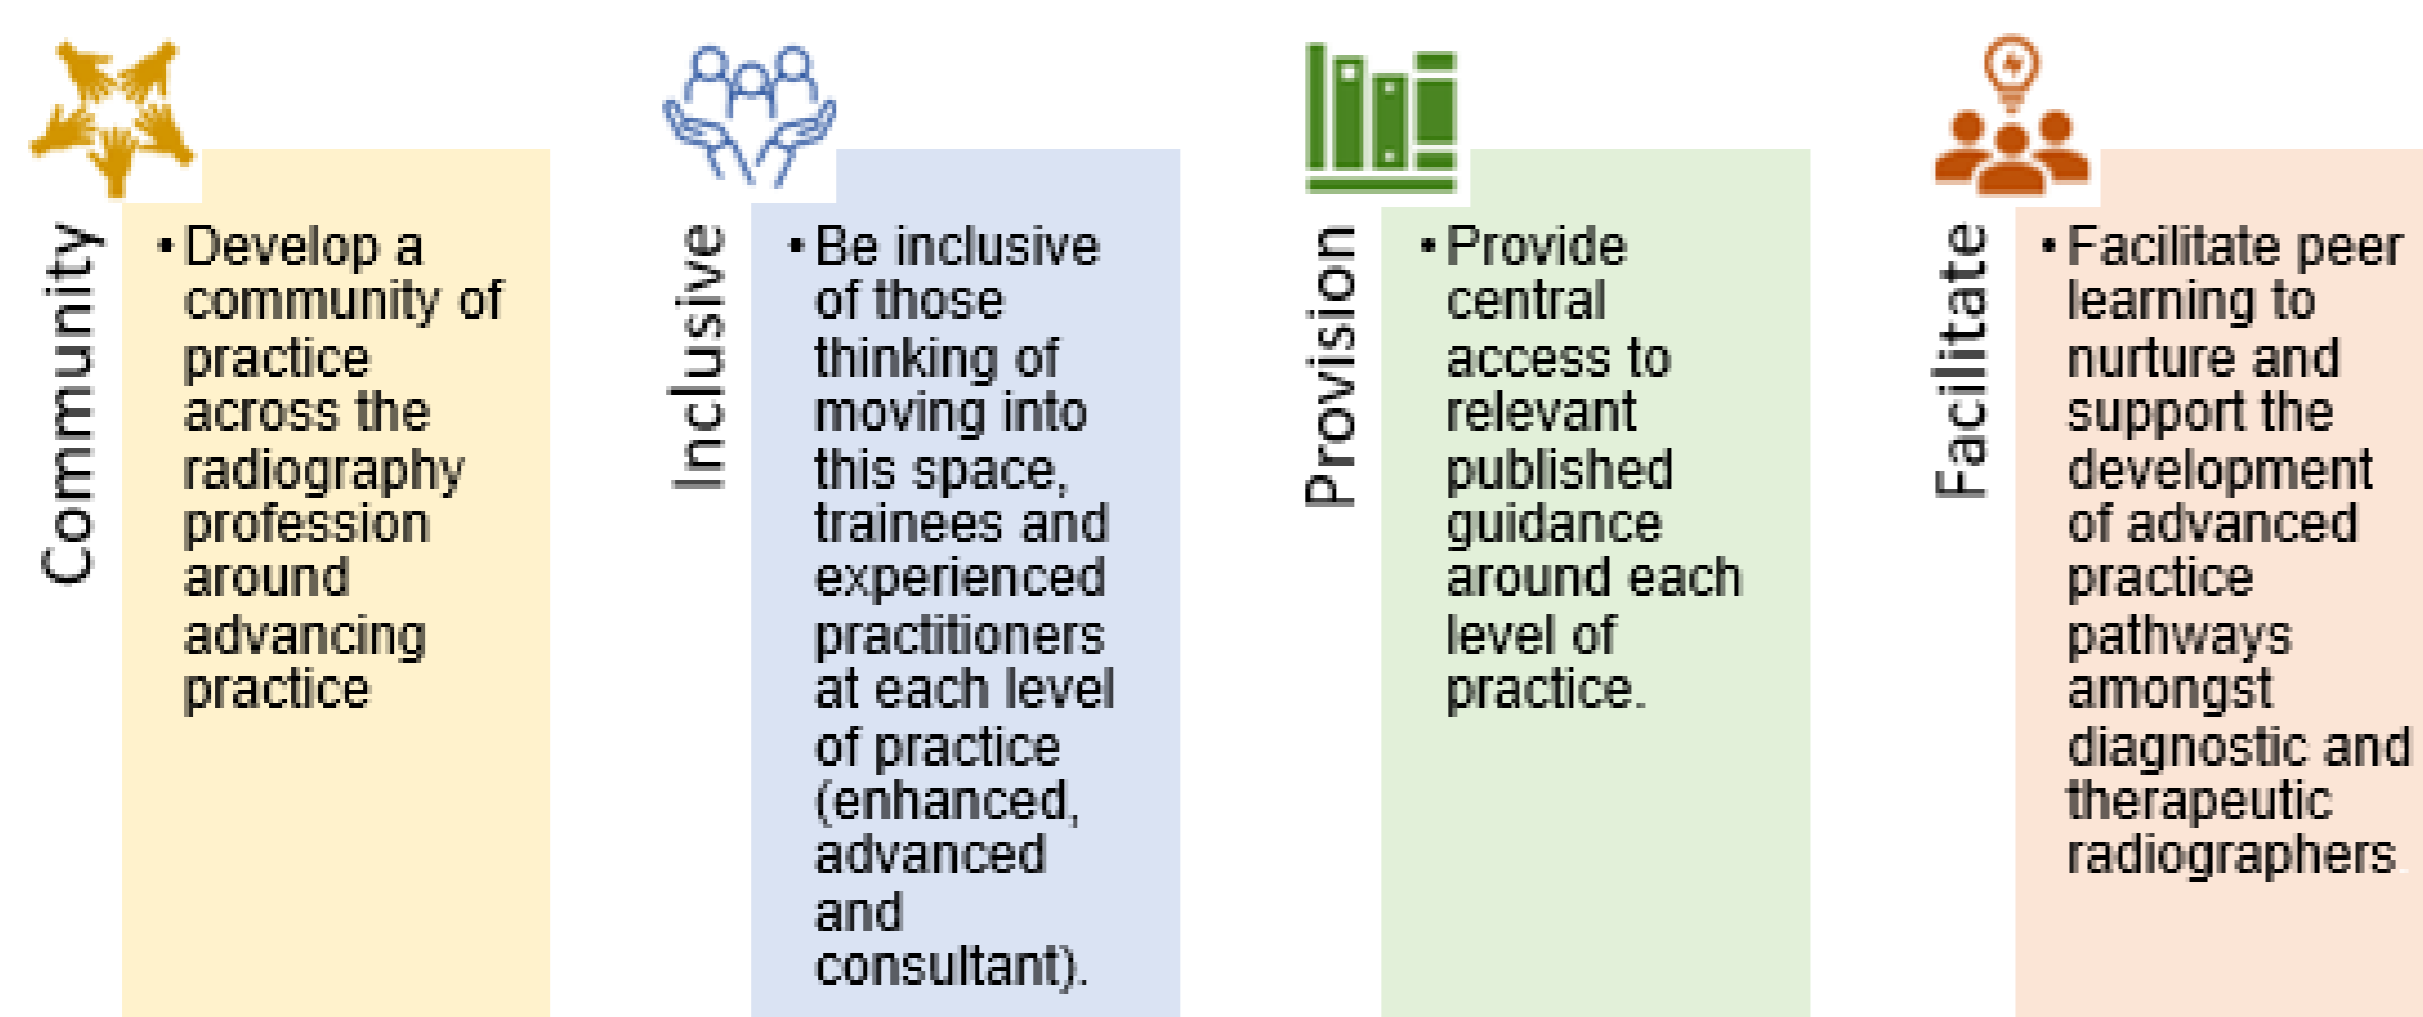 Community
• Develop a
community of
practice
across the
radiography
profession
around
advancing
practice
Inclusive
• Be inclusive
of those
thinking of
moving into
this space,
trainees and
experienced
practitioners
at each level
of practice
(enhanced,
advanced
and
consultant).
Provision
• Provide
central
access to
relevant
published
guidance
around each
level of
practice.
Facilitate
• Facilitate peer
learning to
nurture and
support the
development
of advanced
practice
pathways
amongst
diagnostic and
therapeutic
radiographers.